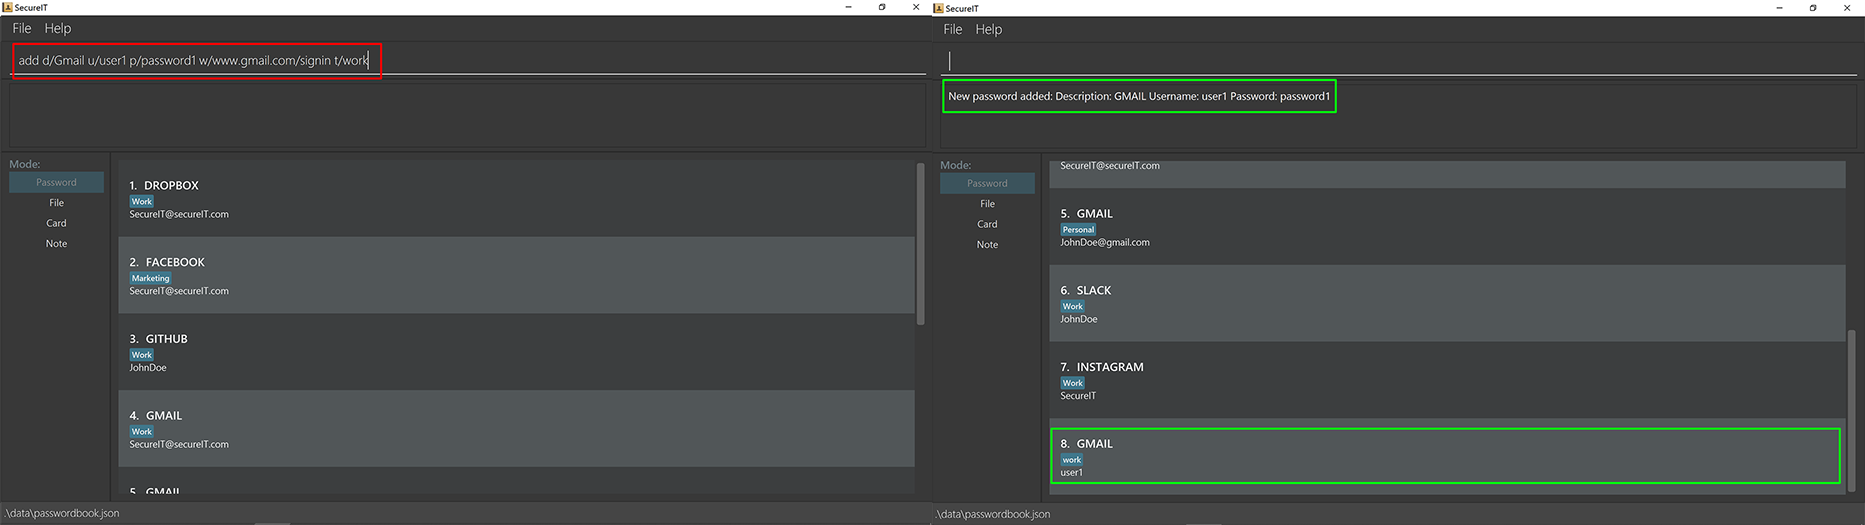 SecureIT
File Help
add d/Gmail u/user1 p/password1 w/www.gmail.com/signin t/work
Mode:
Password
File
Card
Note
1. DROPBOX
Work
SecureIT@secureIT.com
2. FACEBOOK
Marketing
SecureIT@secureIT.com
3. GITHUB
Work
JohnDoe
4. GMAIL
Work
SecureIT@secureIT.com
5. GMAIL
.\data\passwordbook.json
SecureIT
File Help
New password added: Description: GMAIL Username: user1 Password: password1
Mode:
Password
File
Card
Note
SecureIT@secureIT.com
5. GMAIL
Personal
JohnDoe@gmail.com
6. SLACK
Work
JohnDoe
7. INSTAGRAM
Work
SecureIT
8. GMAIL
work
user1
.\data\passwordbook.json